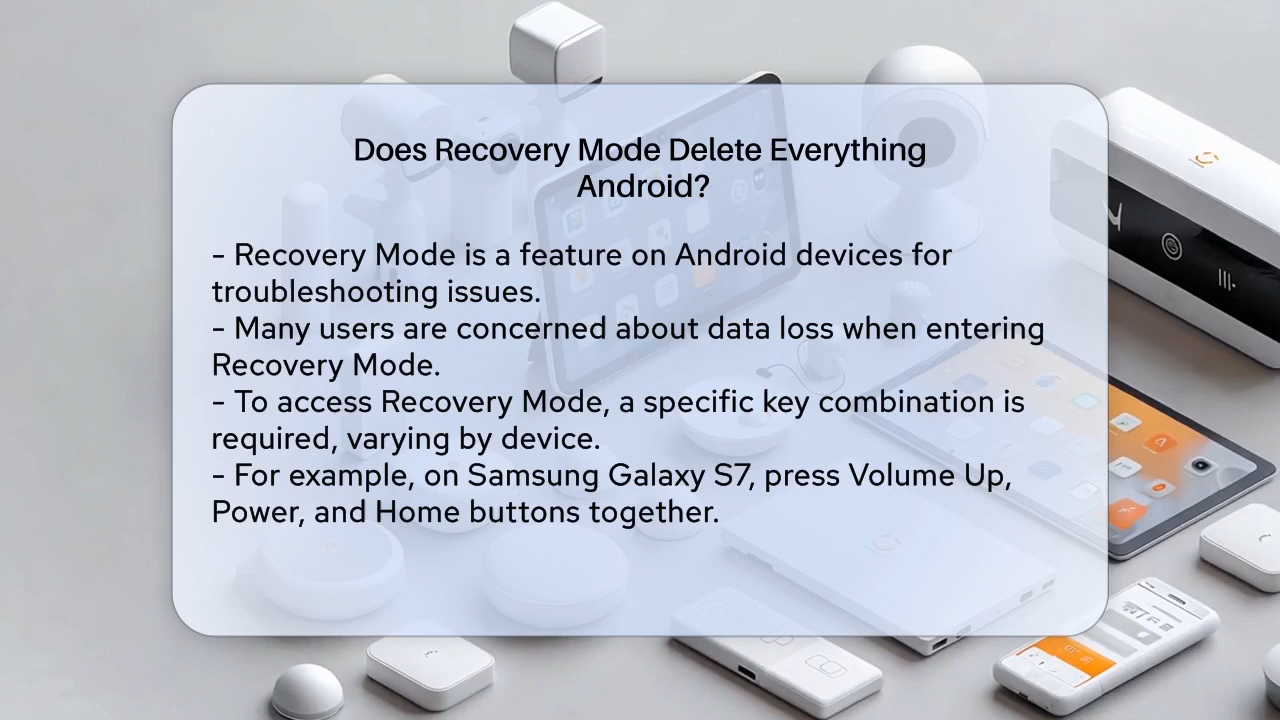 Does Recovery Mode Delete Everything
Android?
- Recovery Mode is a feature on Android devices for
troubleshooting issues.
- Many users are concerned about data loss when entering
Recovery Mode.
- To access Recovery Mode, a specific key combination is
required, varying by device.
- For example, on Samsung Galaxy S7, press Volume Up,
Power, and Home buttons together.